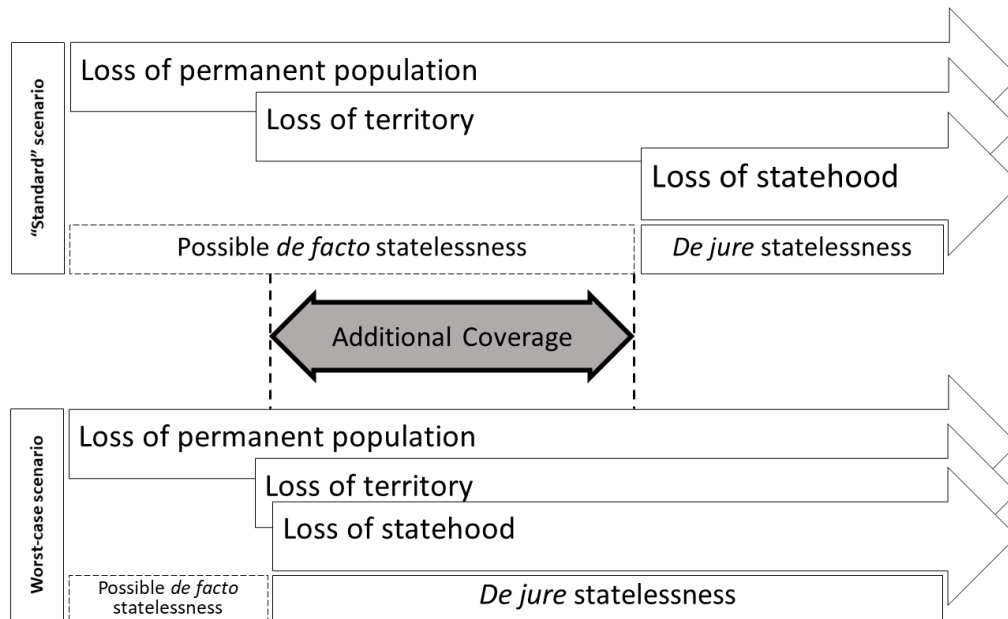 "Standard" scenario
Loss of permanent population
Loss of territory
Loss of statehood
Possible de facto statelessness
De jure statelessness
Additional Coverage
Worst-case scenario
Loss of permanent population
Loss of territory
Loss of statehood
Possible de facto
statelessness
De jure statelessness